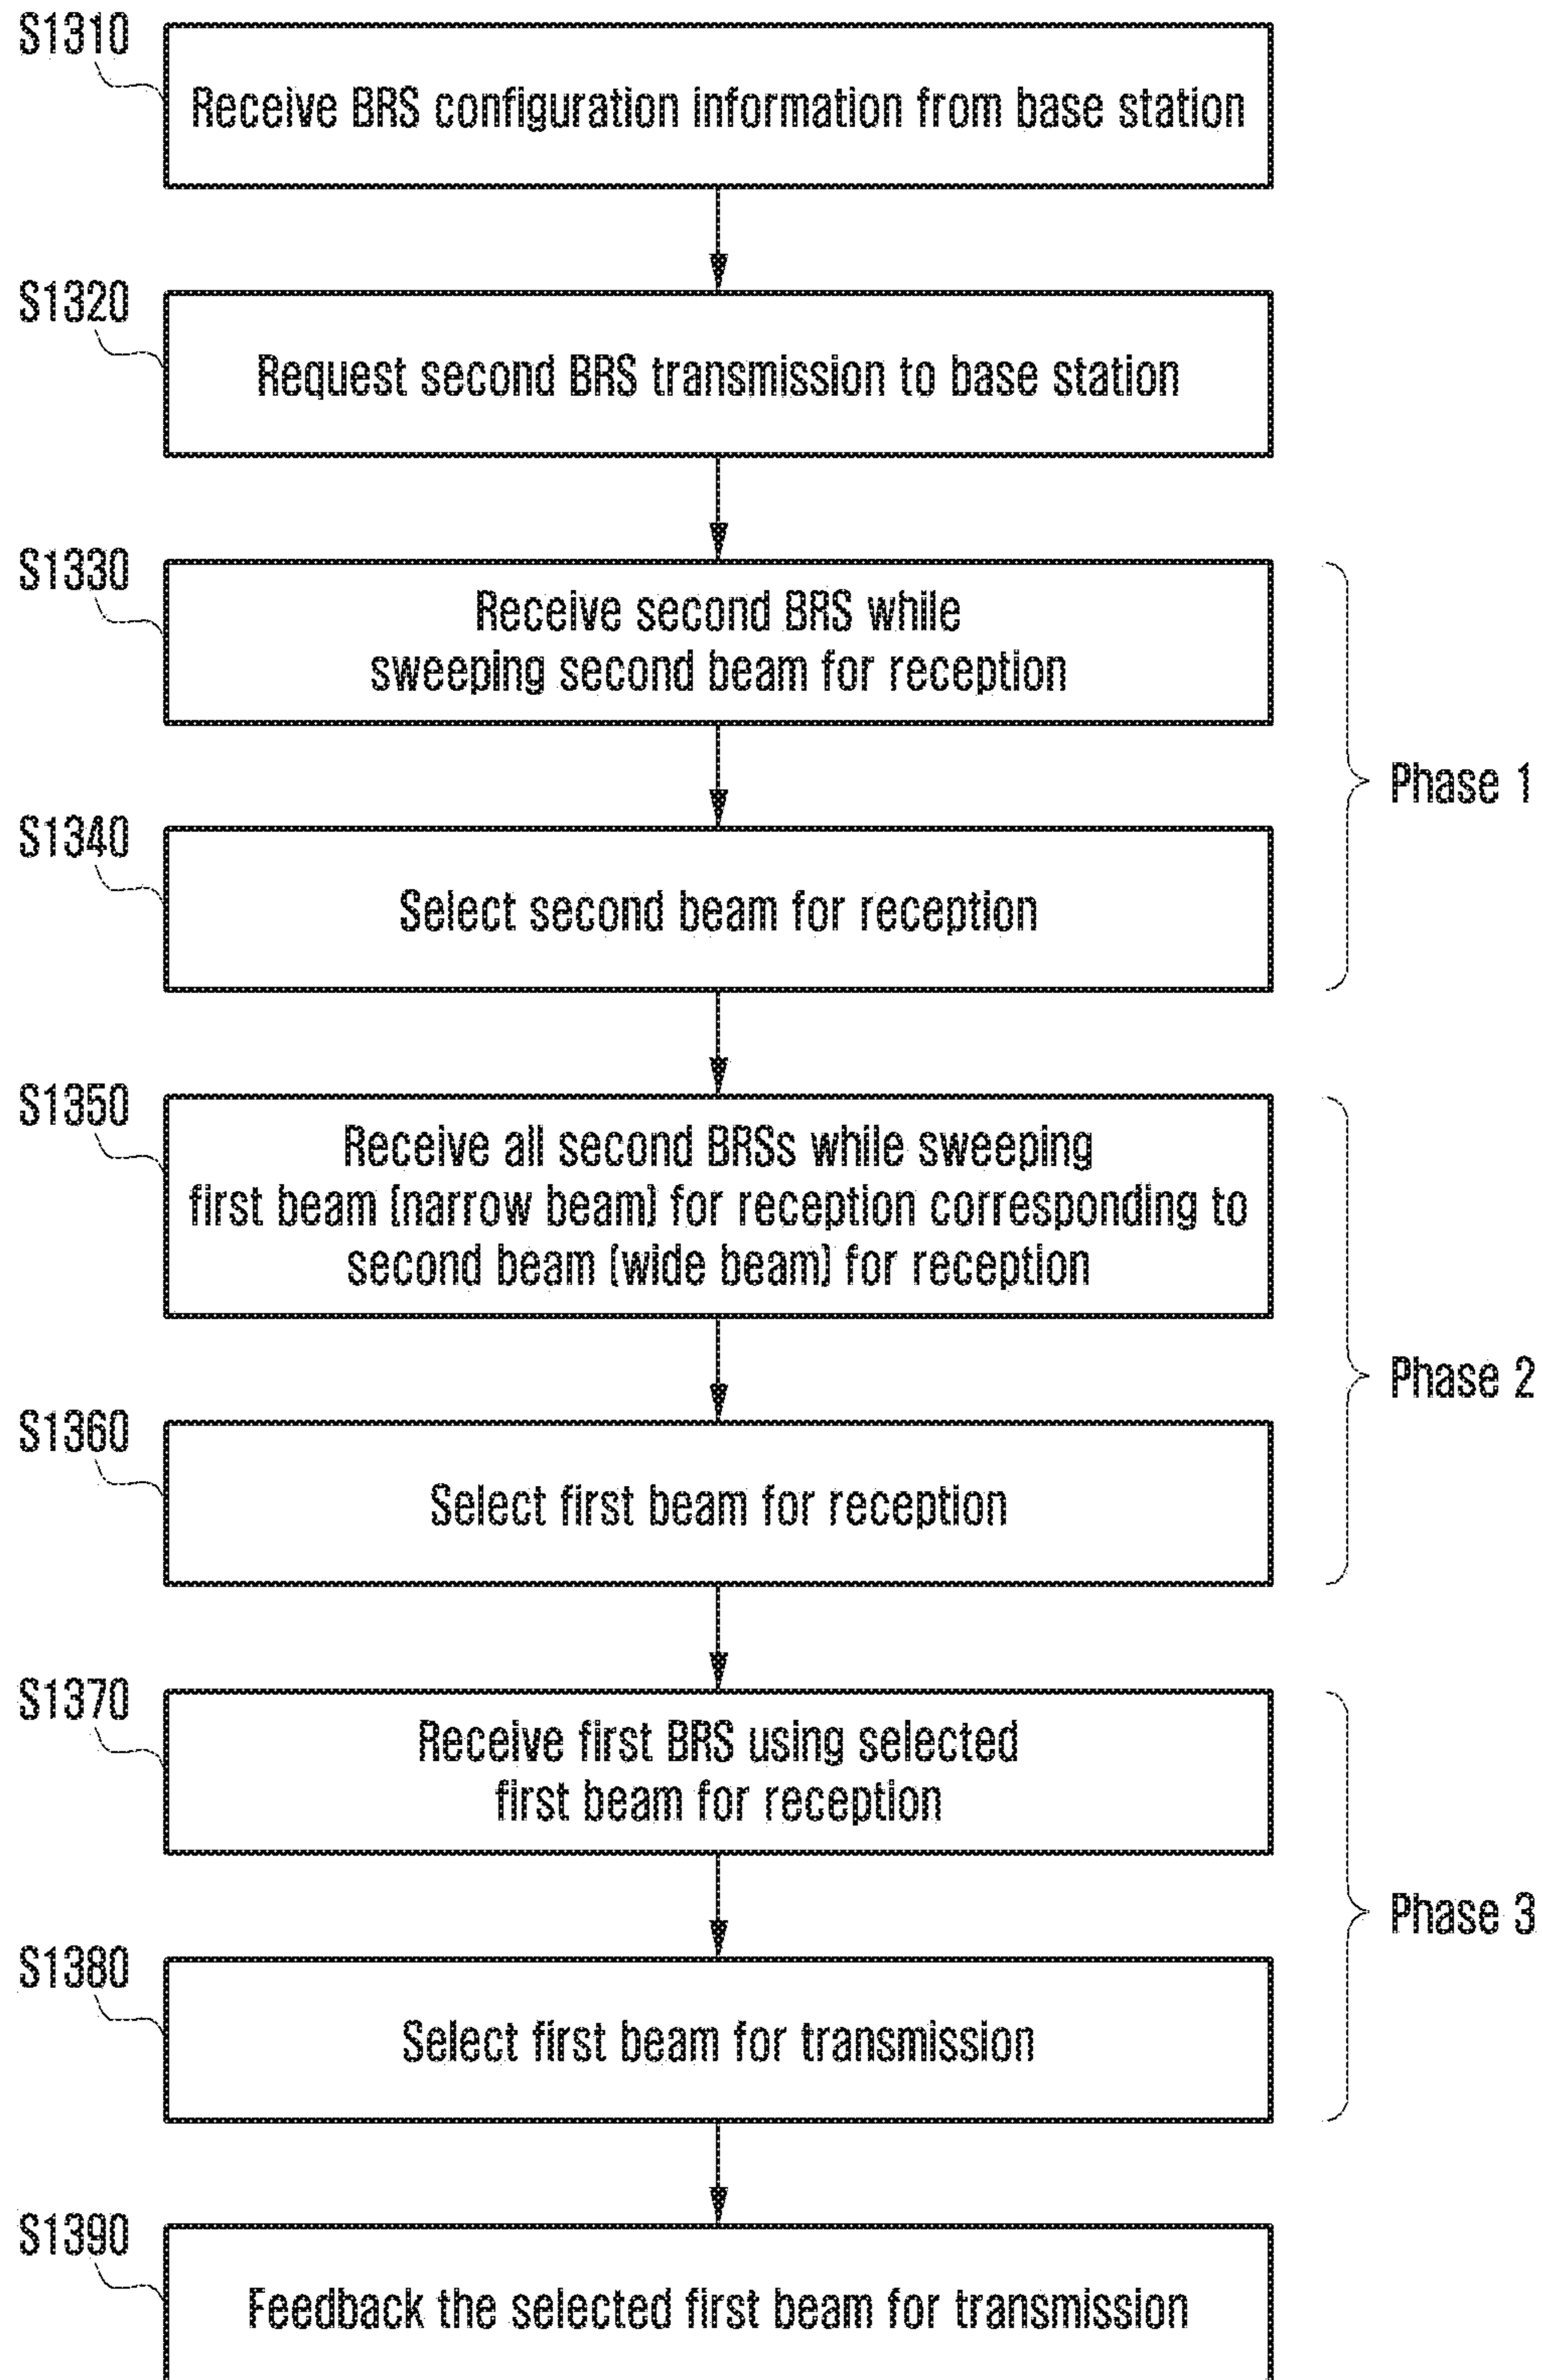 S1310
Receive BRS configuration information from base station
S1320
Request second BRS transmission to base station
S1330
Receive second BRS while
sweeping second beam for reception
S1340
Select second beam for reception
Phase 1
S1350
Receive all second BRSs while sweeping
first beam (narrow beam) for reception corresponding to
second beam (wide beam) for reception
S1360
Select first beam for reception
Phase 2
S1370
Receive first BRS using selected
first beam for reception
S1380
Select first beam for transmission
Phase 3
S1390
Feedback the selected first beam for transmission